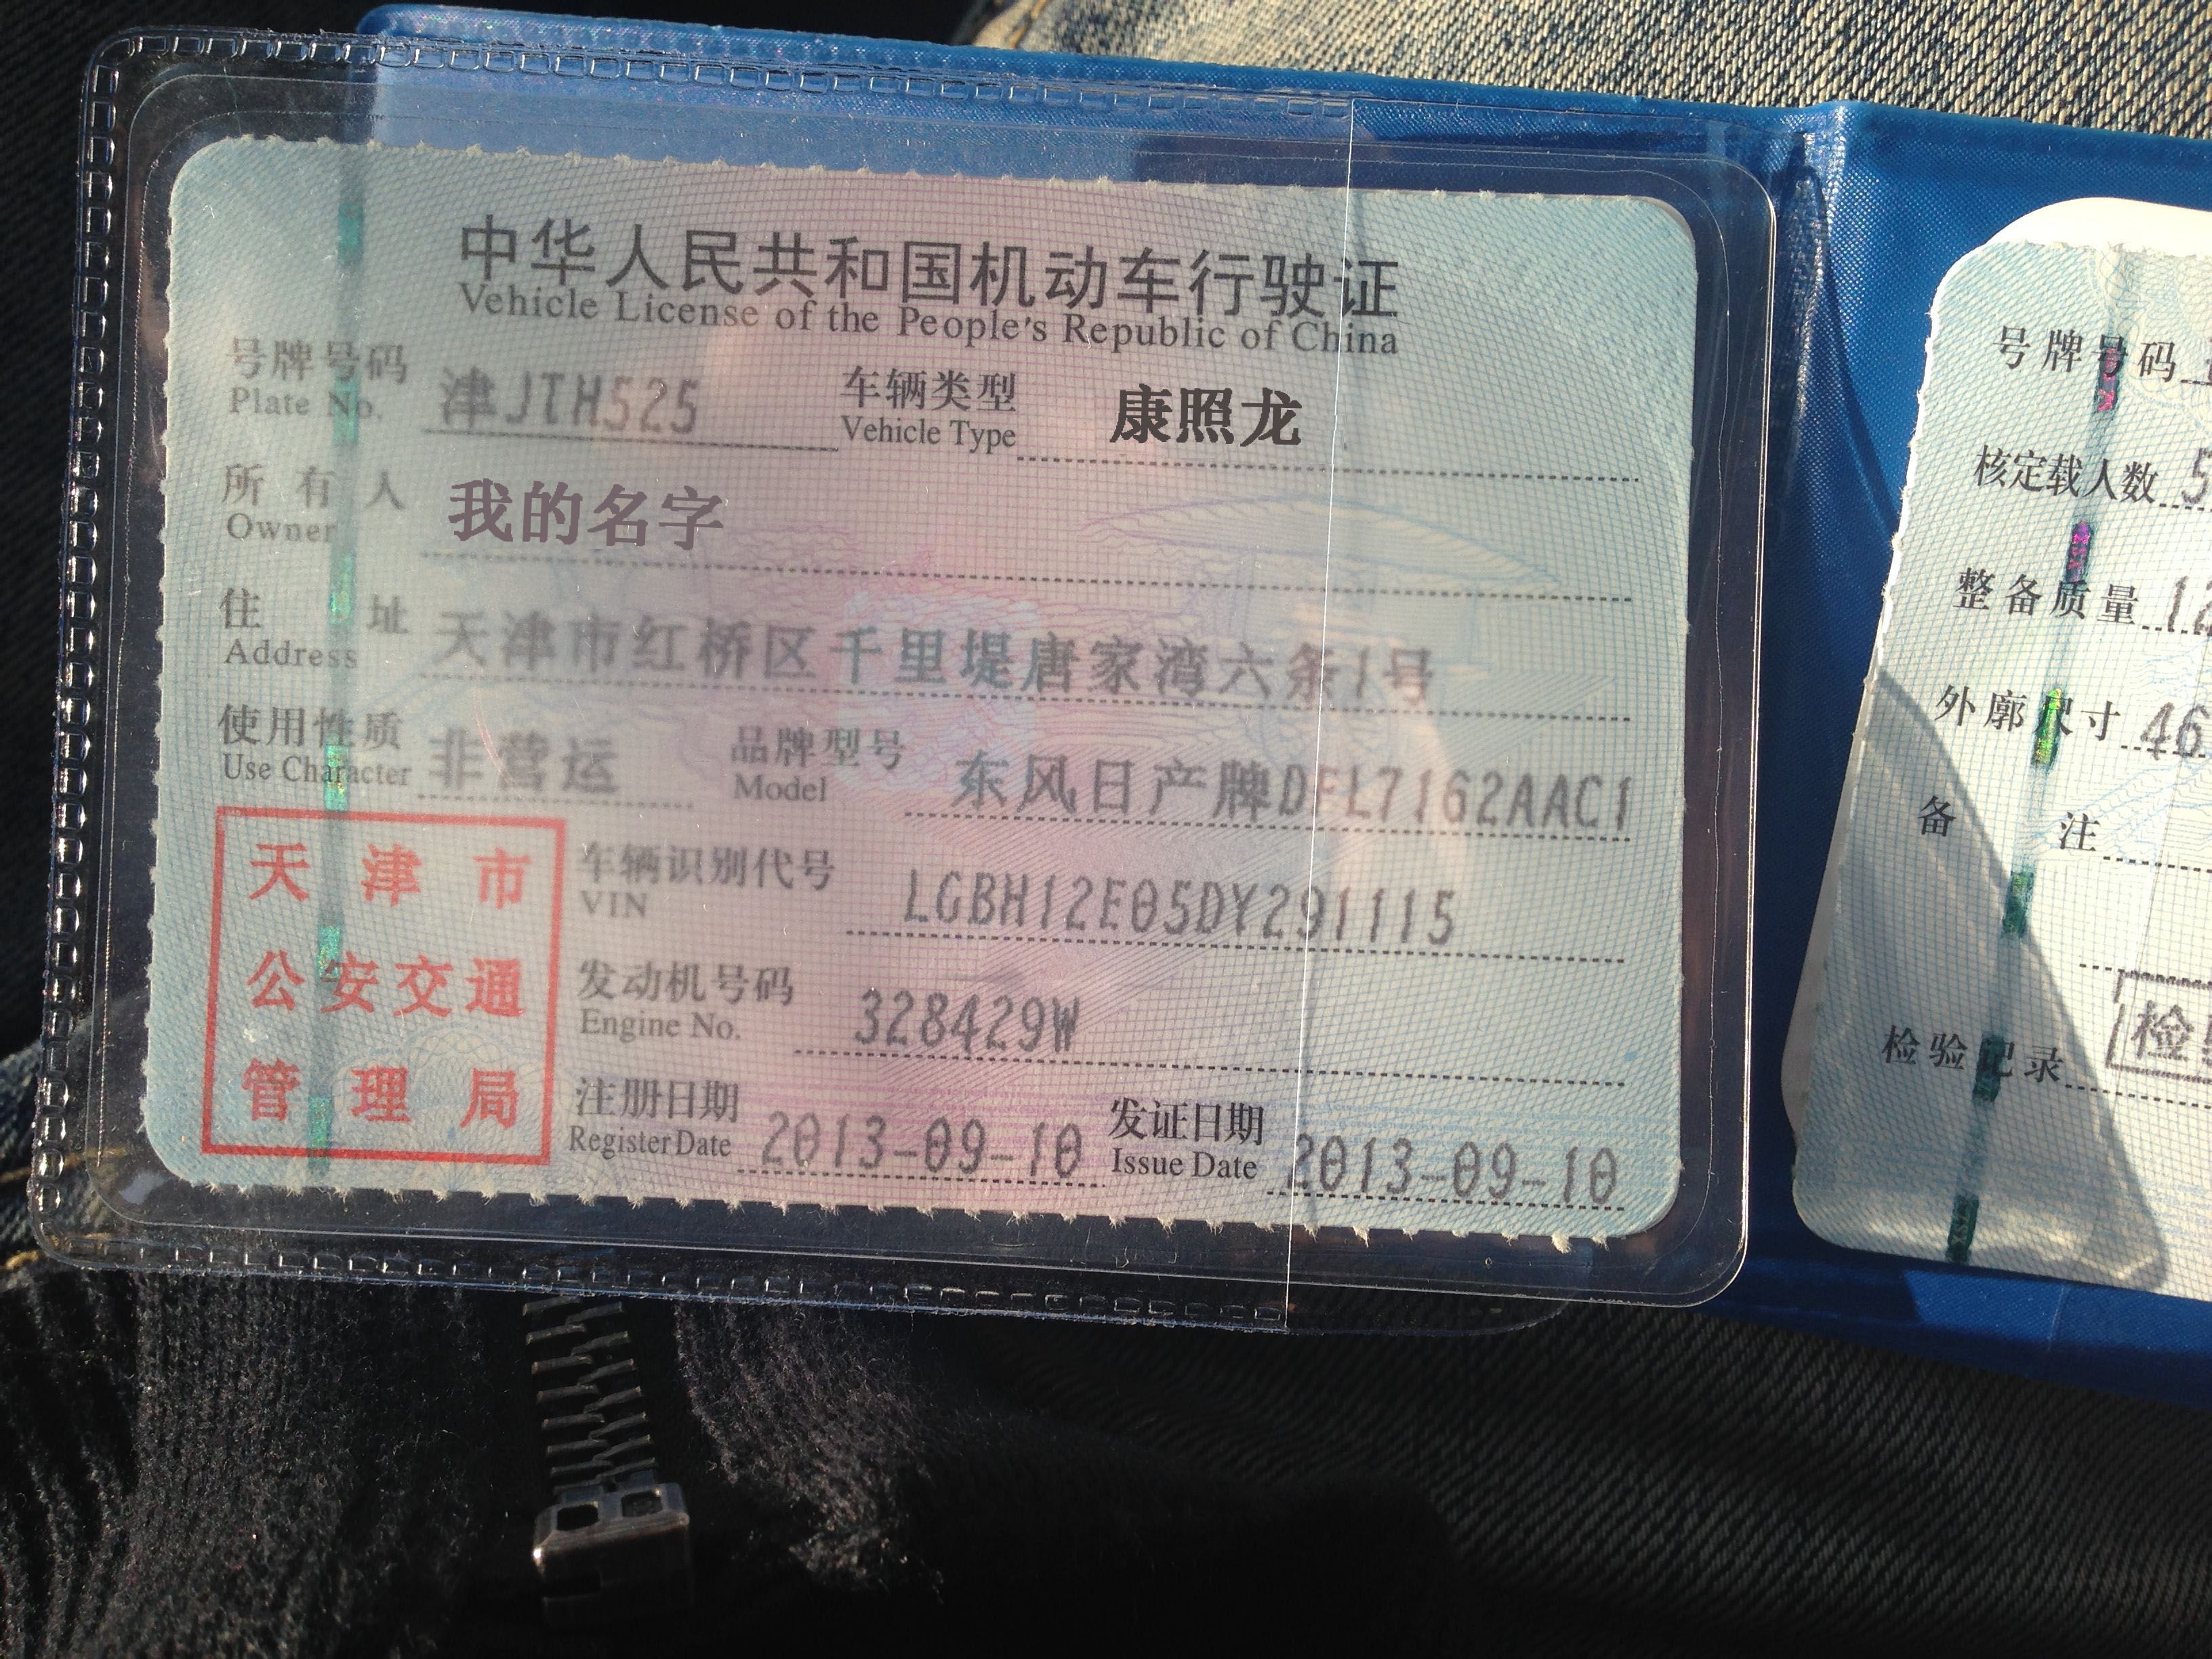 中华人民共和国机动车行驶证
Vehicle License of the People's Republic of China
号牌号码 津JTH525 车辆类型 康照龙
Plate No. Vehicle Type
所有人 我的名字
Owner
住址 天津市红桥区千里堤唐家湾六条1号
Address
使用性质 非营运 品牌型号 东风日产牌DFL7162AAC1
Use Character Model
天津市
公安交通
管理局
车辆识别代号 LGBH12E05DY291115
VIN
发动机号码 328429W
Engine No.
注册日期 2013-09-10 发证日期 2013-09-10
Register Date Issue Date
号牌号码
核定载人数 5
整备质量 12
外廓尺寸 46
备注
检验记录 检